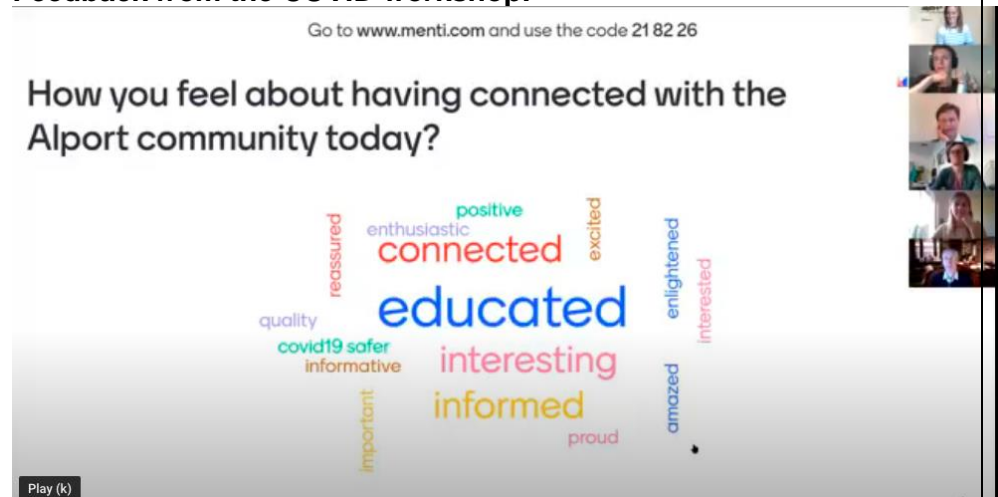 Go to www.menti.com and use the code 21 82 26
How you feel about having connected with the
Alport community today?
positive
excited
reassured
enthusiastic
connected
enlightened
interested
educated
quality
covid19 safer
informative
interesting
amazed
important
informed
proud
Play (k)